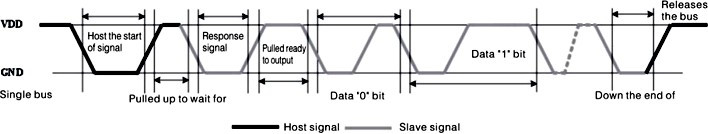 Releases
the bus
VDD
Host the start
of signal
Response
signal
Pulled ready
to output
Data "1" bit
GND
Single bus
Pulled up to wait for
Data "0" bit
Down the end of
Host signal
Slave signal